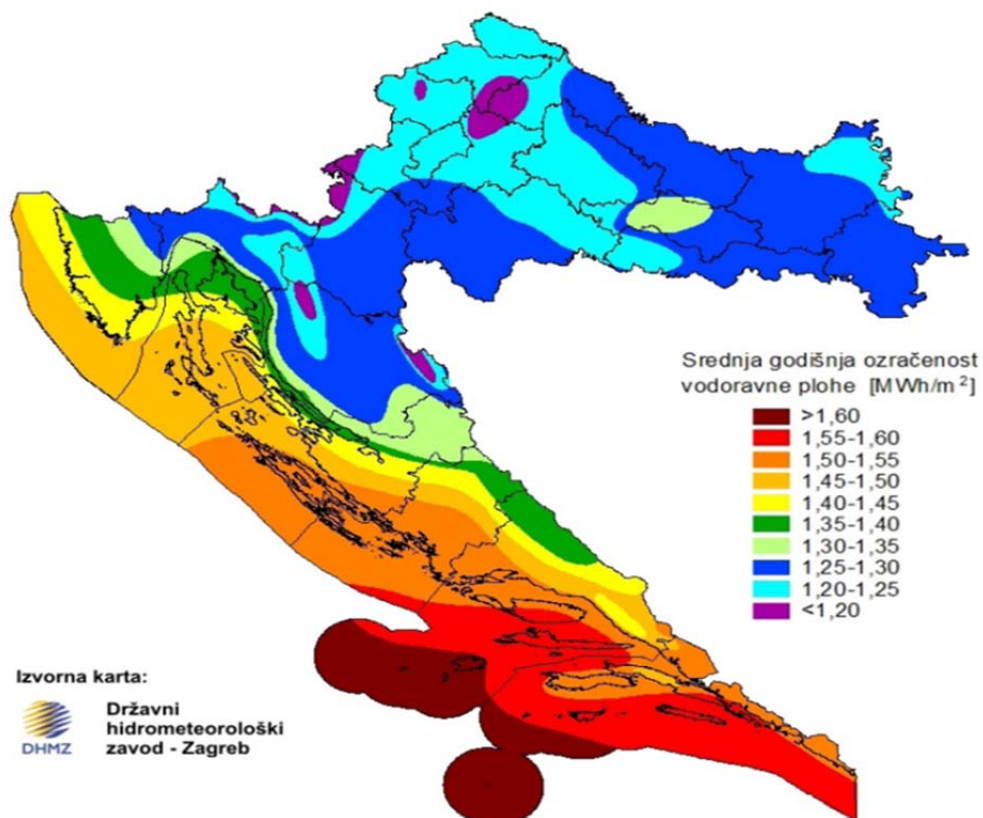 Srednja godišnja ozračenost
vodoravne plohe [MWh/m²]
>1,60
1,55-1,60
1,50-1,55
1,45-1,50
1,40-1,45
1,35-1,40
1,30-1,35
1,25-1,30
1,20-1,25
<1,20
Izvorna karta:
DHMZ
Državni
hidrometeorološki
zavod - Zagreb